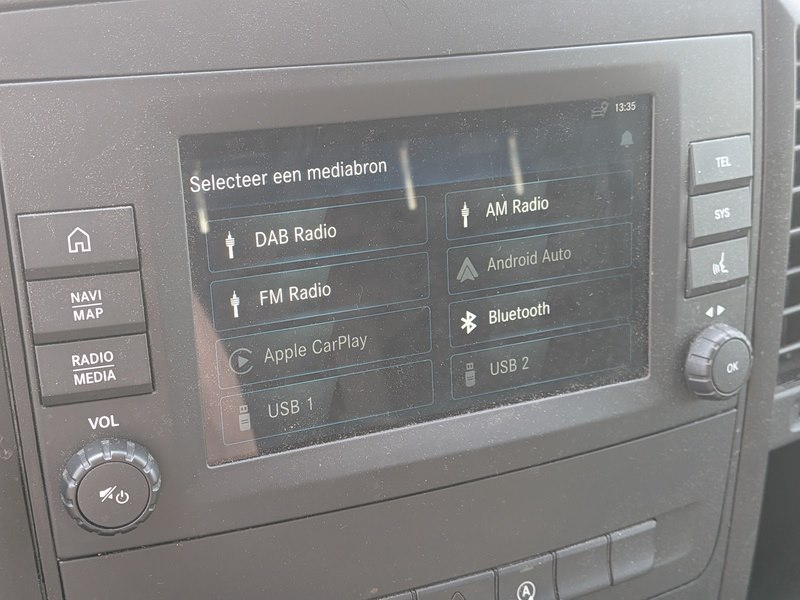 13:35
Selecteer een mediabron
DAB Radio
AM Radio
FM Radio
Android Auto
Apple CarPlay
Bluetooth
USB 1
USB 2
NAVI
MAP
RADIO
MEDIA
VOL
TEL
SYS
OK
A